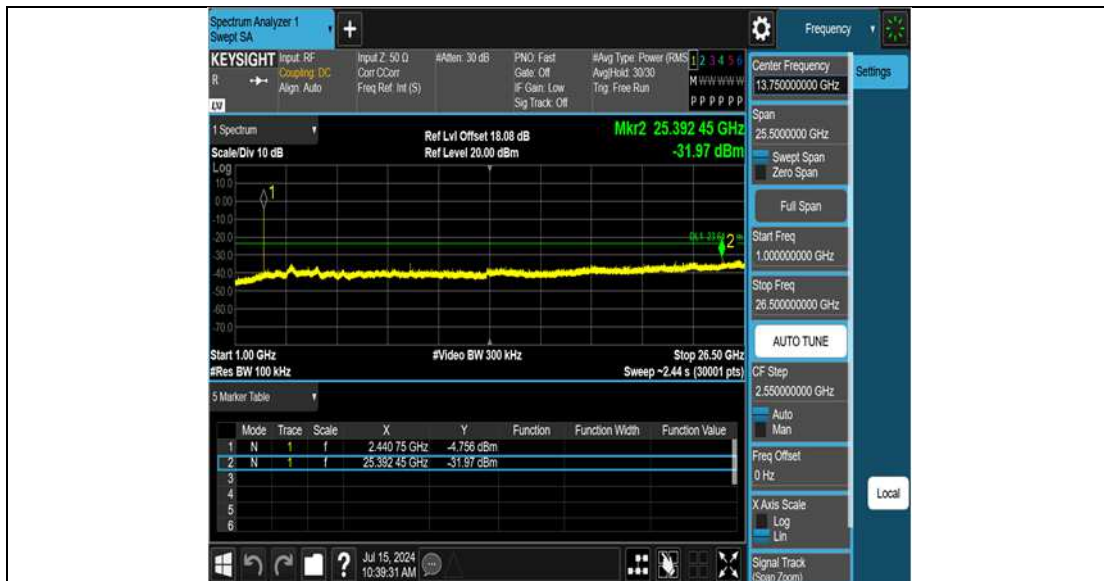 Spectrum Analyzer 1
Swept SA
+
Frequency
KEYSIGHT
R
LXI
Input: RF
Coupling: DC
Align: Auto
Input Z: 50 Ω
Corr CCorr
Freq Ref: Int (S)
#Atten: 30 dB
PNO: Fast
Gate: Off
IF Gain: Low
Sig Track: Off
#Avg Type: Power (RMS
Avg|Hold: 30/30
Trig: Free Run
1 2 3 4 5 6
M W W W W W
P P P P P P
Settings
Center Frequency
13.750000000 GHz
Span
25.5000000 GHz
Swept Span
Zero Span
Full Span
Start Freq
1.000000000 GHz
Stop Freq
26.500000000 GHz
AUTO TUNE
CF Step
2.550000000 GHz
Auto
Man
Freq Offset
0 Hz
X Axis Scale
Log
Lin
Signal Track
(Span Zoom)
Local
1 Spectrum
Scale/Div 10 dB
Ref Lvl Offset 18.08 dB
Ref Level 20.00 dBm
Mkr2 25.392 45 GHz
-31.97 dBm
Log
10.0
0.00
-10.0
-20.0
-30.0
-40.0
-50.0
-60.0
-70.0
1
2
Start 1.00 GHz
#Res BW 100 kHz
#Video BW 300 kHz
Stop 26.50 GHz
Sweep ~2.44 s (30001 pts)
5 Marker Table
Mode Trace Scale X Y Function Function Width Function Value
1 N 1 f 2.440 75 GHz -4.756 dBm
2 N 1 f 25.392 45 GHz -31.97 dBm
3
4
5
6
?
Jul 15, 2024
10:39:31 AM